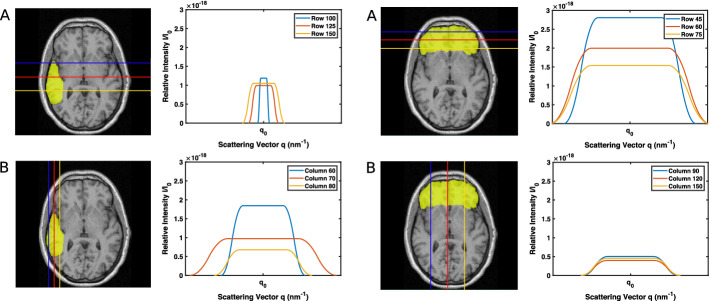 A
×10⁻¹⁸
Relative Intensity I/I₀
3
2.5
2
1.5
1
0.5
0
Row 100
Row 125
Row 150
q₀
Scattering Vector q (nm⁻¹)
A
×10⁻¹⁸
Relative Intensity I/I₀
3
2.5
2
1.5
1
0.5
0
Row 45
Row 60
Row 75
q₀
Scattering Vector q (nm⁻¹)
B
×10⁻¹⁸
Relative Intensity I/I₀
3
2.5
2
1.5
1
0.5
0
Column 60
Column 70
Column 80
q₀
Scattering Vector q (nm⁻¹)
B
×10⁻¹⁸
Relative Intensity I/I₀
3
2.5
2
1.5
1
0.5
0
Column 90
Column 120
Column 150
q₀
Scattering Vector q (nm⁻¹)